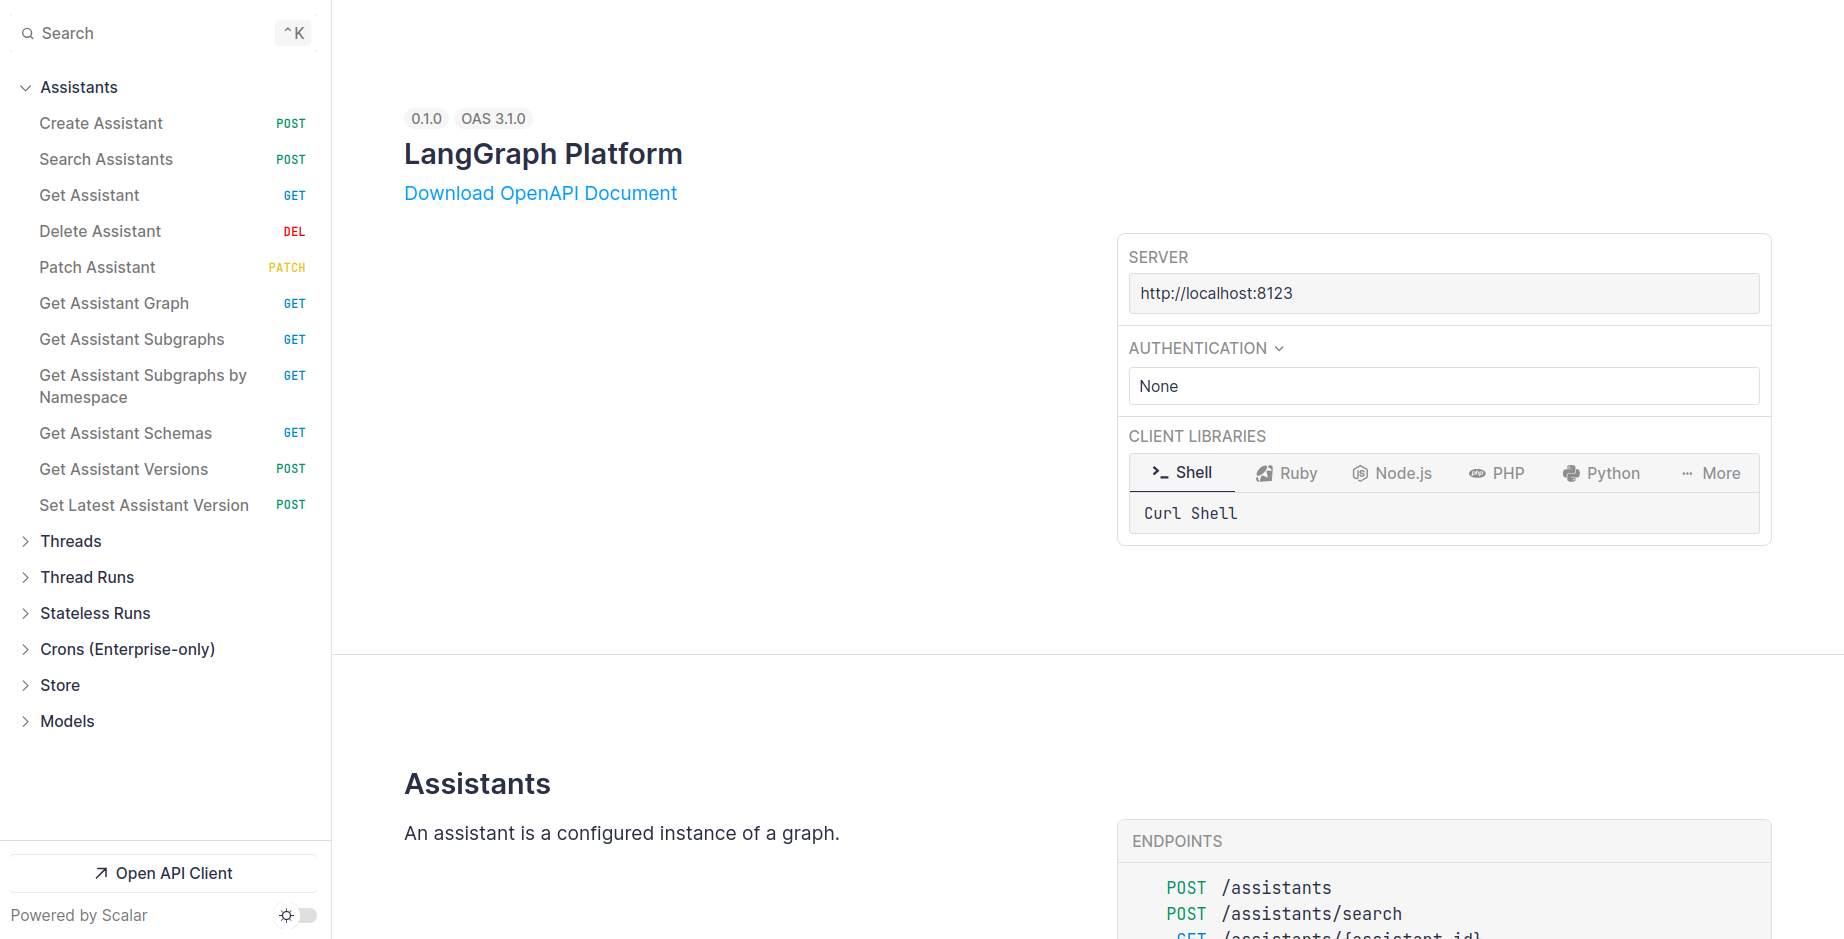 Search
⌃K
Assistants
Create Assistant POST
Search Assistants POST
Get Assistant GET
Delete Assistant DEL
Patch Assistant PATCH
Get Assistant Graph GET
Get Assistant Subgraphs GET
Get Assistant Subgraphs by GET
Namespace
Get Assistant Schemas GET
Get Assistant Versions POST
Set Latest Assistant Version POST
Threads
Thread Runs
Stateless Runs
Crons (Enterprise-only)
Store
Models
Open API Client
Powered by Scalar
0.1.0 OAS 3.1.0
LangGraph Platform
Download OpenAPI Document
SERVER
http://localhost:8123
AUTHENTICATION
None
CLIENT LIBRARIES
Shell Ruby Node.js PHP Python More
Curl Shell
Assistants
An assistant is a configured instance of a graph.
ENDPOINTS
POST /assistants
POST /assistants/search
GET /assistants/{assistant_id}